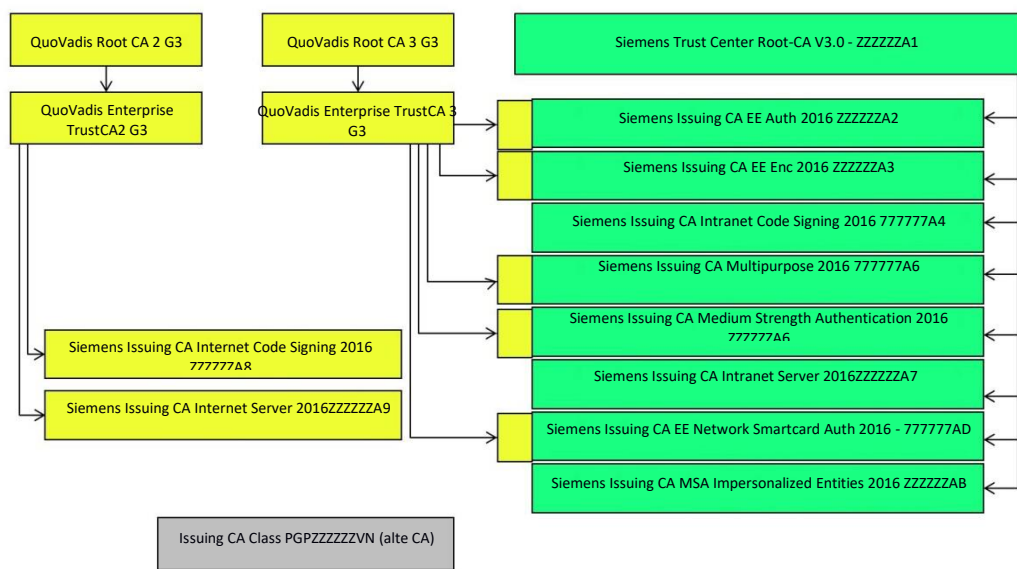 QuoVadis Root CA 2 G3
QuoVadis Root CA 3 G3
Siemens Trust Center Root-CA V3.0 - ZZZZZZA1
QuoVadis Enterprise
TrustCA2 G3
QuoVadis Enterprise TrustCA 3
G3
Siemens Issuing CA EE Auth 2016 ZZZZZZA2
Siemens Issuing CA EE Enc 2016 ZZZZZZA3
Siemens Issuing CA Intranet Code Signing 2016 777777A4
Siemens Issuing CA Multipurpose 2016 777777A6
Siemens Issuing CA Medium Strength Authentication 2016
777777A6
Siemens Issuing CA Internet Code Signing 2016
777777A8
Siemens Issuing CA Intranet Server 2016ZZZZZZA7
Siemens Issuing CA Internet Server 2016ZZZZZZA9
Siemens Issuing CA EE Network Smartcard Auth 2016 - 777777AD
Siemens Issuing CA MSA Impersonalized Entities 2016 ZZZZZZAB
Issuing CA Class PGPZZZZZZVN (alte CA)